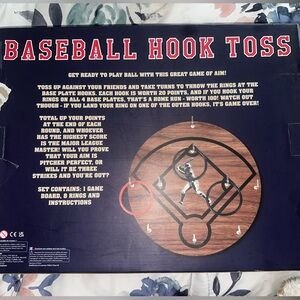 BASEBALL HOOK TOSS
GET READY TO PLAY BALL WITH THIS GREAT GAME OF AIM!
TOSS UP AGAINST YOUR FRIENDS AND TAKE TURNS TO THROW THE RINGS AT THE
BASE PLATE HOOKS. EACH HOOK IS WORTH 20 POINTS, AND IF YOU HOOK YOUR
RINGS ON ALL 4 BASE PLATES, THAT'S A HOME RUN - WORTH 100! WATCH OUT
THOUGH - IF YOU LAND YOUR RING ON ONE OF THE OUTER HOOKS, IT'S GAME OVER!
TOTAL UP YOUR POINTS
AT THE END OF EACH
ROUND, AND WHOEVER
HAS THE HIGHEST SCORE
IS THE MAJOR LEAGUE
MASTER! WILL YOU PROVE
THAT YOUR AIM IS
PITCHER PERFECT, OR
WILL IT BE THREE
STRIKES AND YOU'RE OUT?
SET CONTAINS: 1 GAME
BOARD, 8 RINGS AND
INSTRUCTIONS